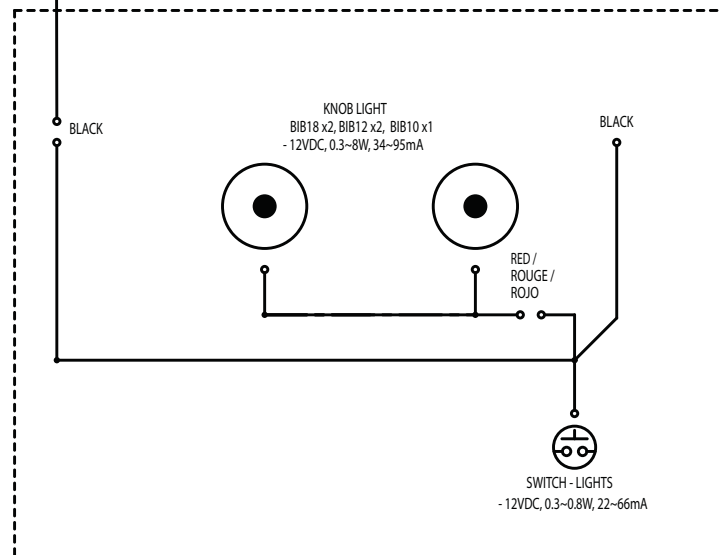 KNOB LIGHT
BIB18 x2, BIB12 x2, BIB10 x1
- 12VDC, 0.3~8W, 34~95mA
BLACK
BLACK
RED /
ROUGE /
ROJO
SWITCH - LIGHTS
- 12VDC, 0.3~0.8W, 22~66mA